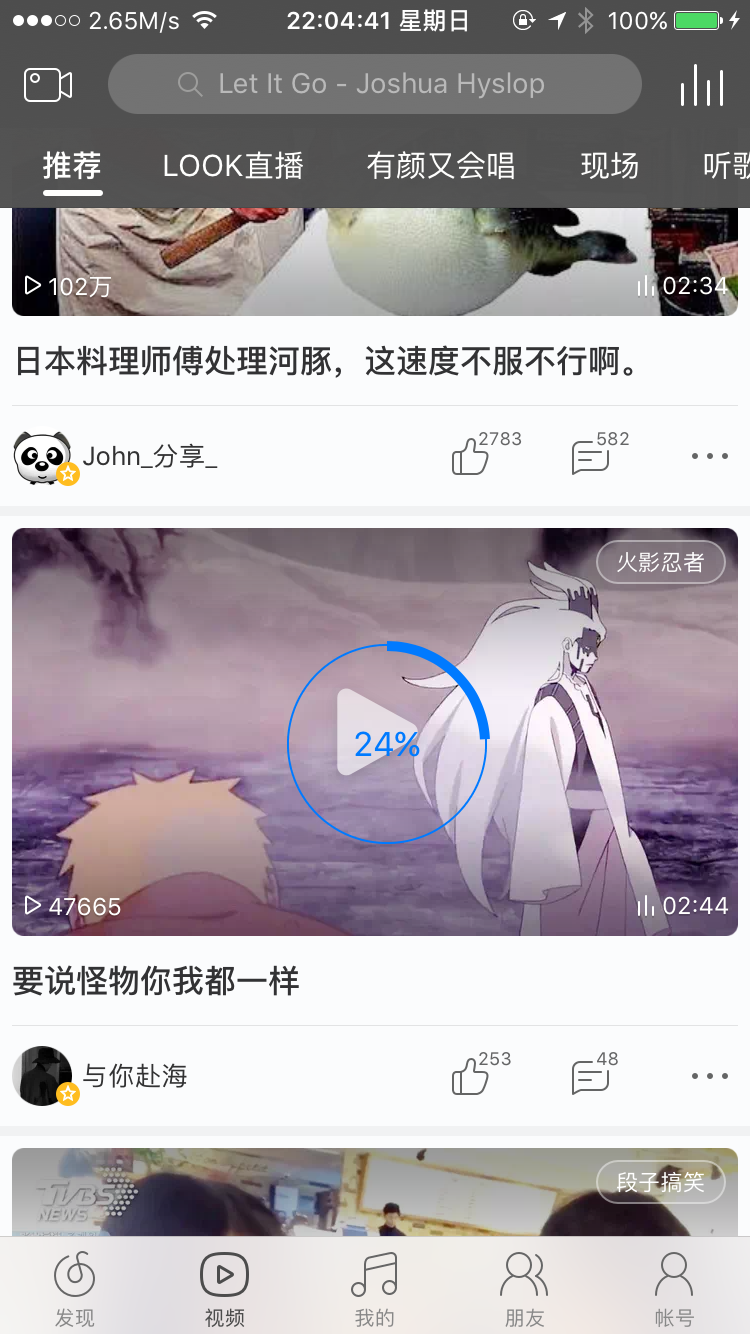 2.65M/s 22:04:41 星期日 100%
Let It Go - Joshua Hyslop
推荐 LOOK直播 有颜又会唱 现场 听歌
102万 02:34
日本料理师傅处理河豚，这速度不服不行啊。
John_分享_ 2783 582
火影忍者
24%
47665 02:44
要说怪物你我都一样
与你赴海 253 48
TVBS NEWS 段子搞笑
发现 视频 我的 朋友 帐号